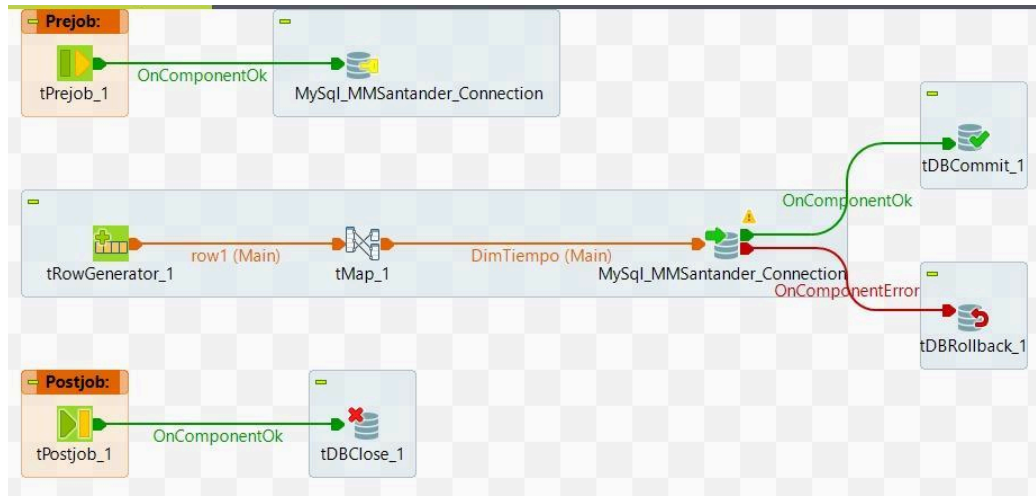 Prejob:
OnComponentOk
tPrejob_1
MySql_MMSantander_Connection
tDBCommit_1
OnComponentOk
row1 (Main)
DimTiempo (Main)
tRowGenerator_1
tMap_1
MySql_MMSantander_Connection
OnComponentError
tDBRollback_1
Postjob:
OnComponentOk
tPostjob_1
tDBClose_1